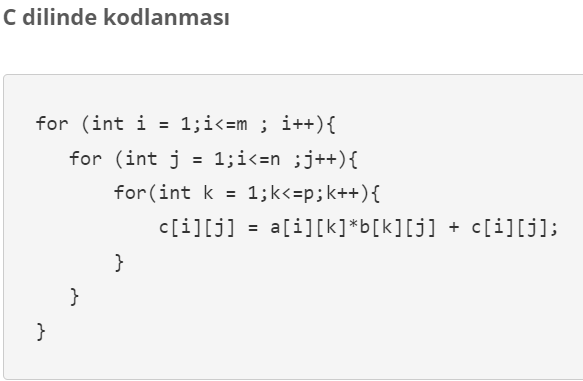 C dilinde kodlanması
for (int i = 1;i<=m ; i++){
for (int j = 1;i<=n ;j++){
for(int k = 1;k<=p;k++){
c[i][j] = a[i][k]*b[k][j] + c[i][j];
}
}
}